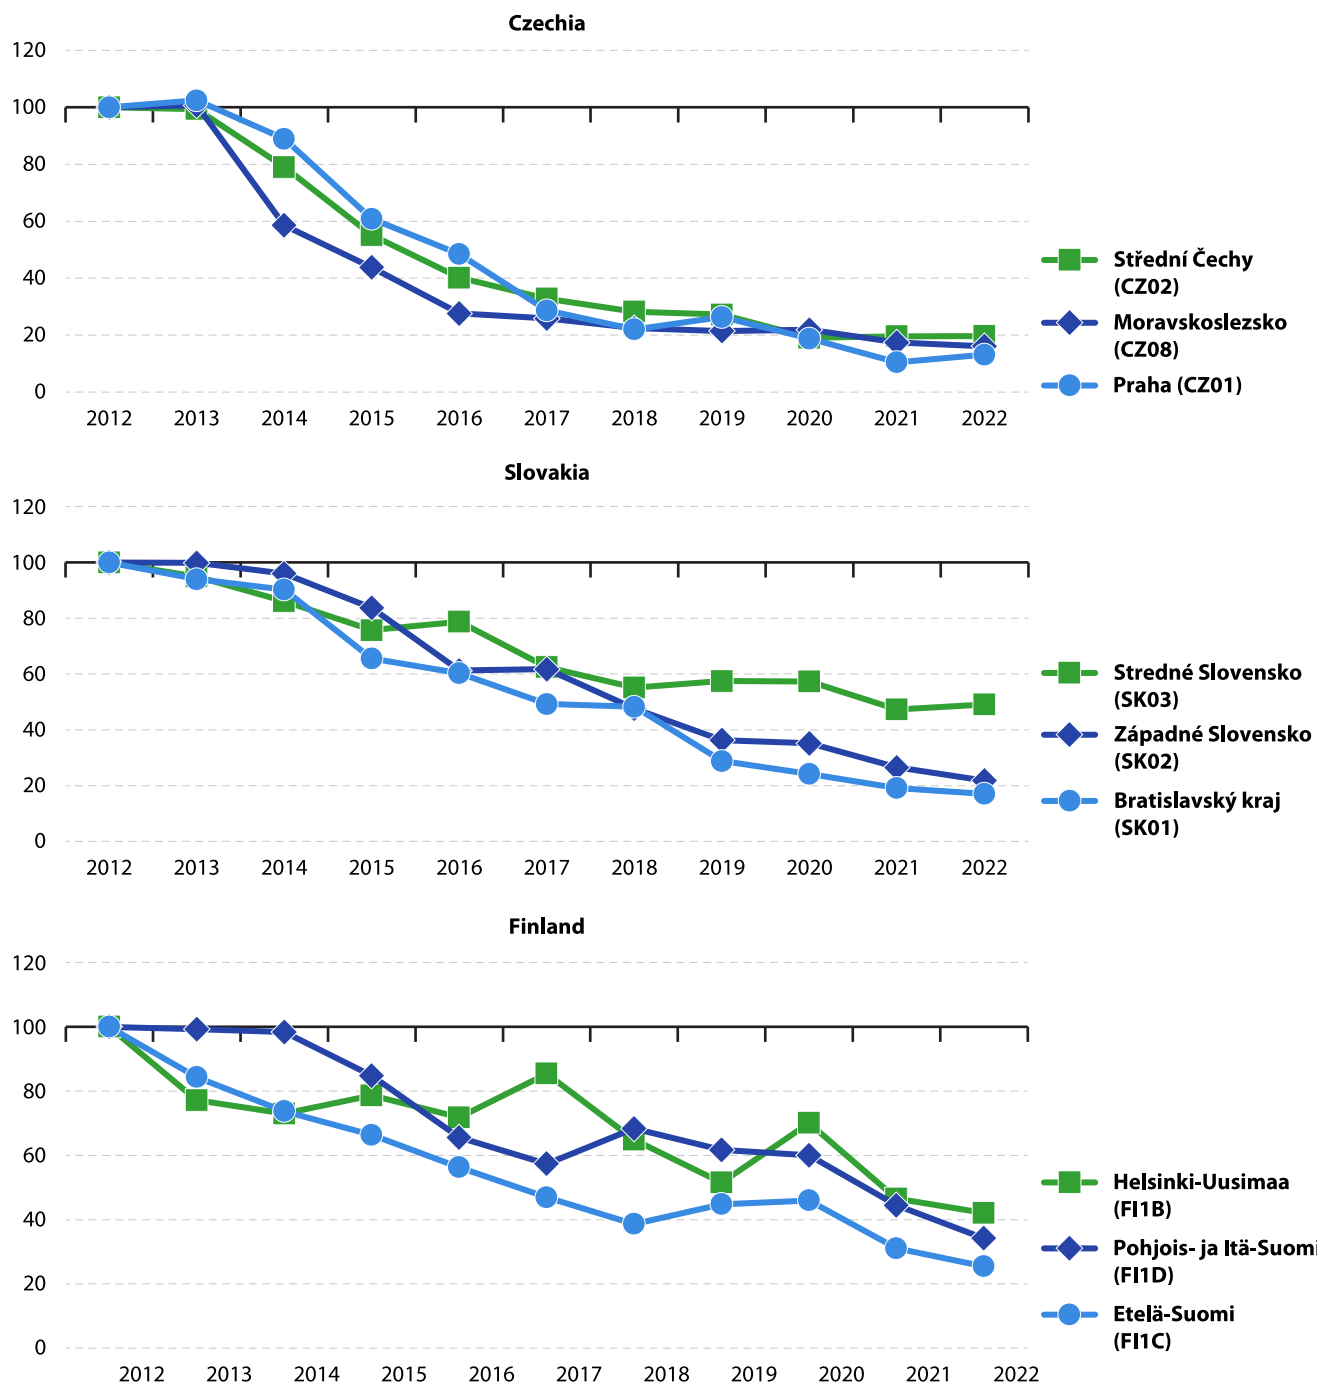 Czechia
120
100
80
60
40
20
0
2012 2013 2014 2015 2016 2017 2018 2019 2020 2021 2022
Střední Čechy
(CZ02)
Moravskoslezsko
(CZ08)
Praha (CZ01)
Slovakia
120
100
80
60
40
20
0
2012 2013 2014 2015 2016 2017 2018 2019 2020 2021 2022
Stredné Slovensko
(SK03)
Západné Slovensko
(SK02)
Bratislavský kraj
(SK01)
Finland
120
100
80
60
40
20
0
2012 2013 2014 2015 2016 2017 2018 2019 2020 2021 2022
Helsinki-Uusimaa
(FI1B)
Pohjois- ja Itä-Suomi
(FI1D)
Etelä-Suomi
(FI1C)